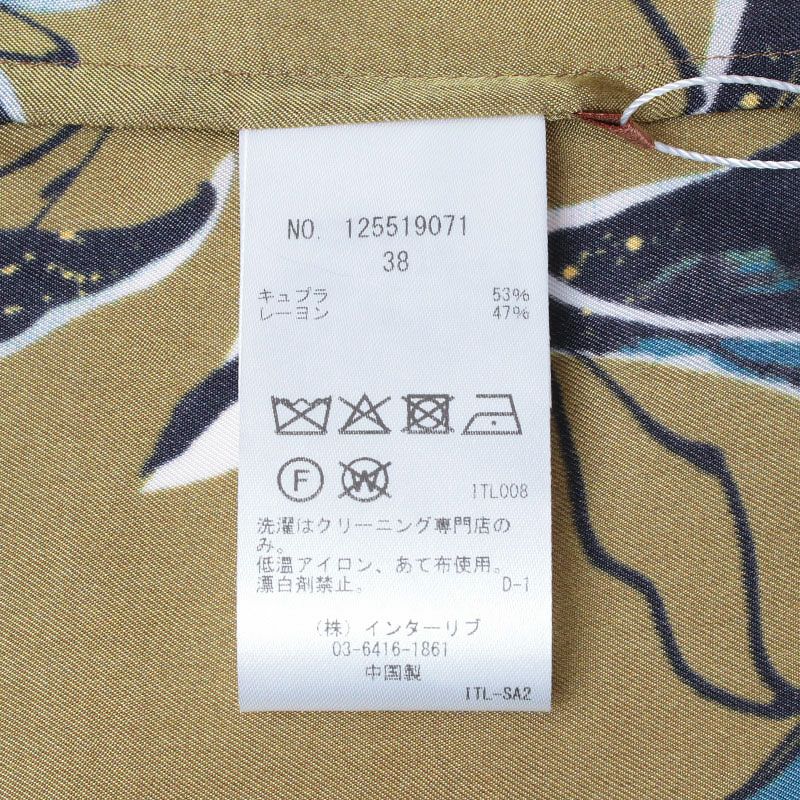 NO. 125519071
38
キュプラ 53%
レーヨン 47%
F W ITL008
洗濯はクリーニング専門店の
み。
低温アイロン、あて布使用。
漂白剤禁止。 D-1
(株)インターリブ
03-6416-1861
中国製
ITL-SA2